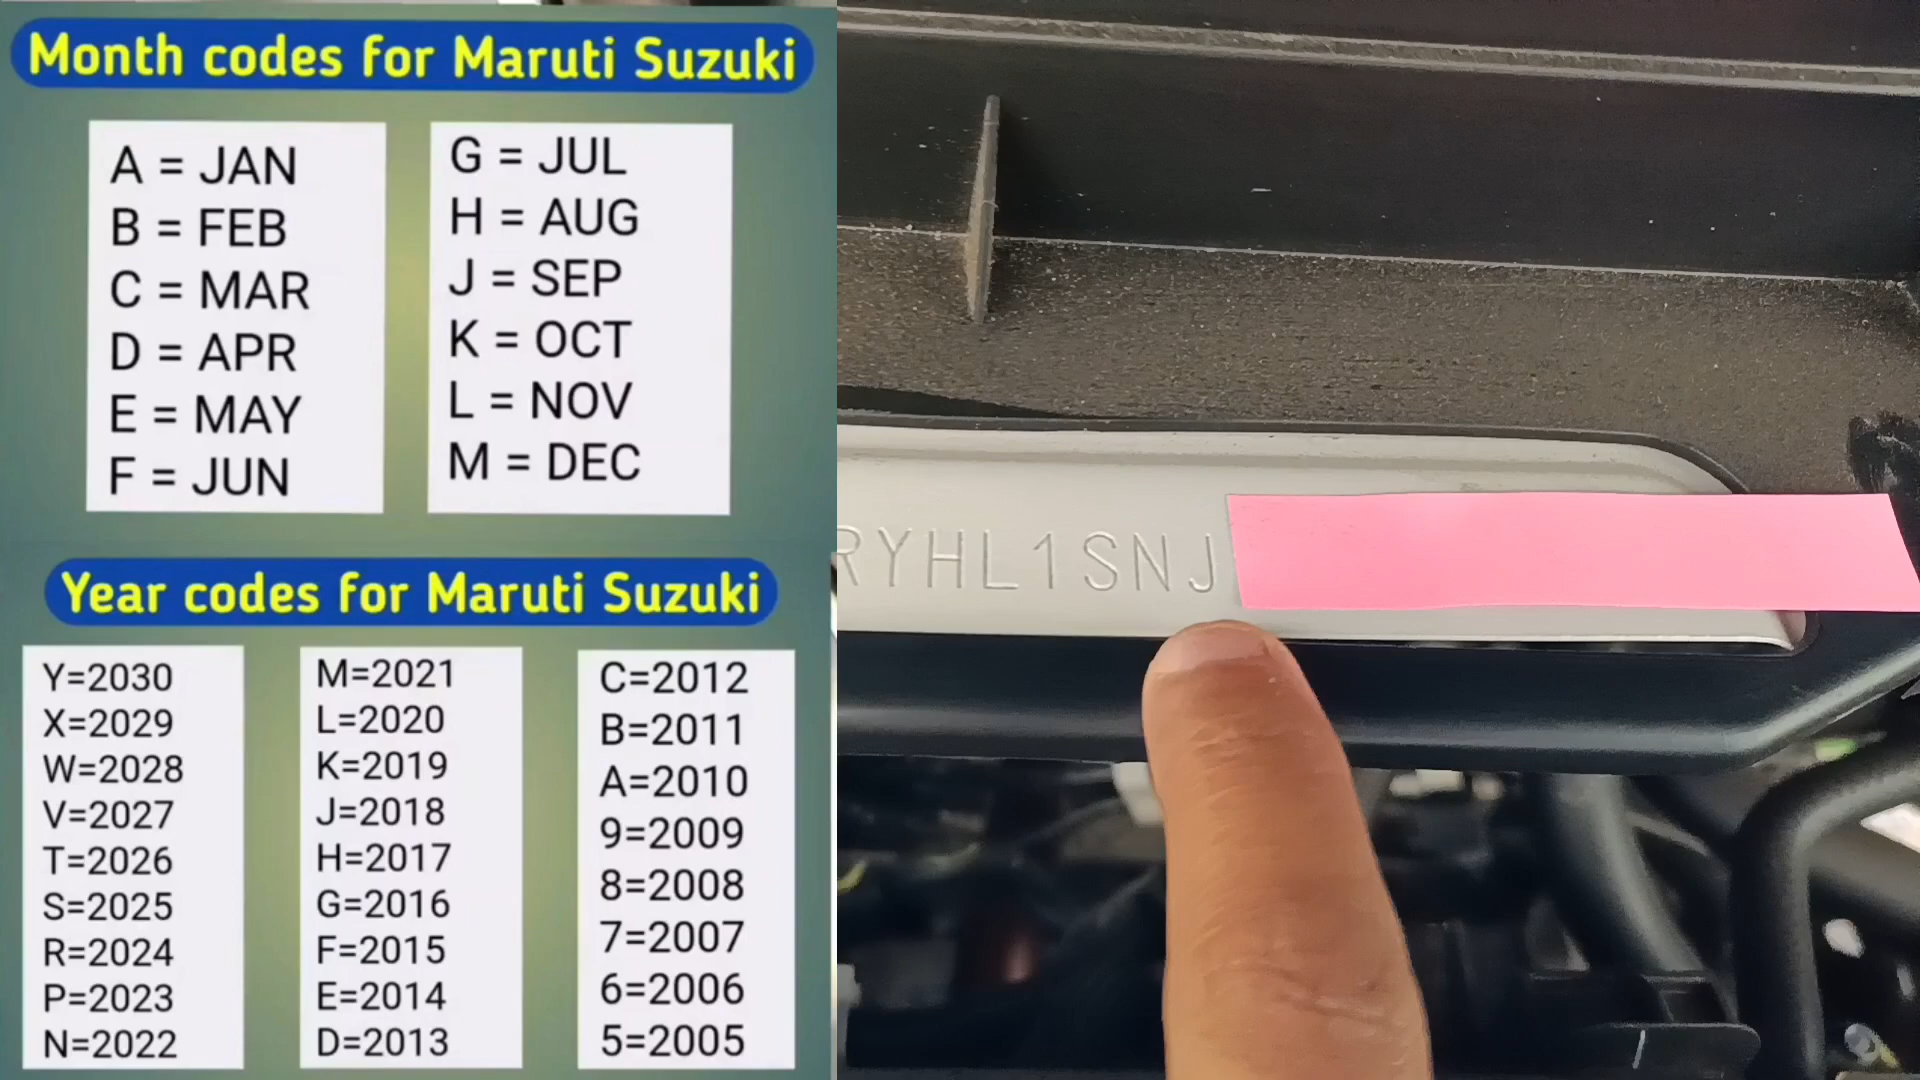 Month codes for Maruti Suzuki
A = JAN
B = FEB
C = MAR
D = APR
E = MAY
F = JUN
G = JUL
H = AUG
J = SEP
K = OCT
L = NOV
M = DEC
Year codes for Maruti Suzuki
Y=2030
X=2029
W=2028
V=2027
T=2026
S=2025
R=2024
P=2023
N=2022
M=2021
L=2020
K=2019
J=2018
H=2017
G=2016
F=2015
E=2014
D=2013
C=2012
B=2011
A=2010
9=2009
8=2008
7=2007
6=2006
5=2005
RYHL1SNJ